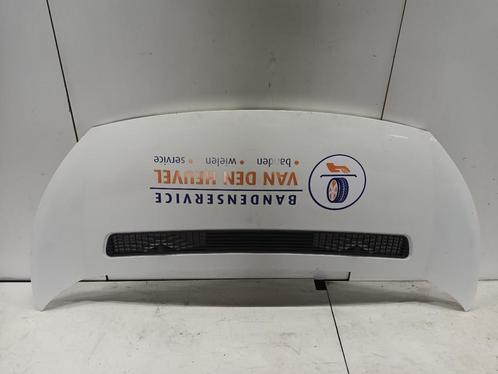 BANDENSERVICE
VAN DEN HEUVEL
• banden • wielen • service